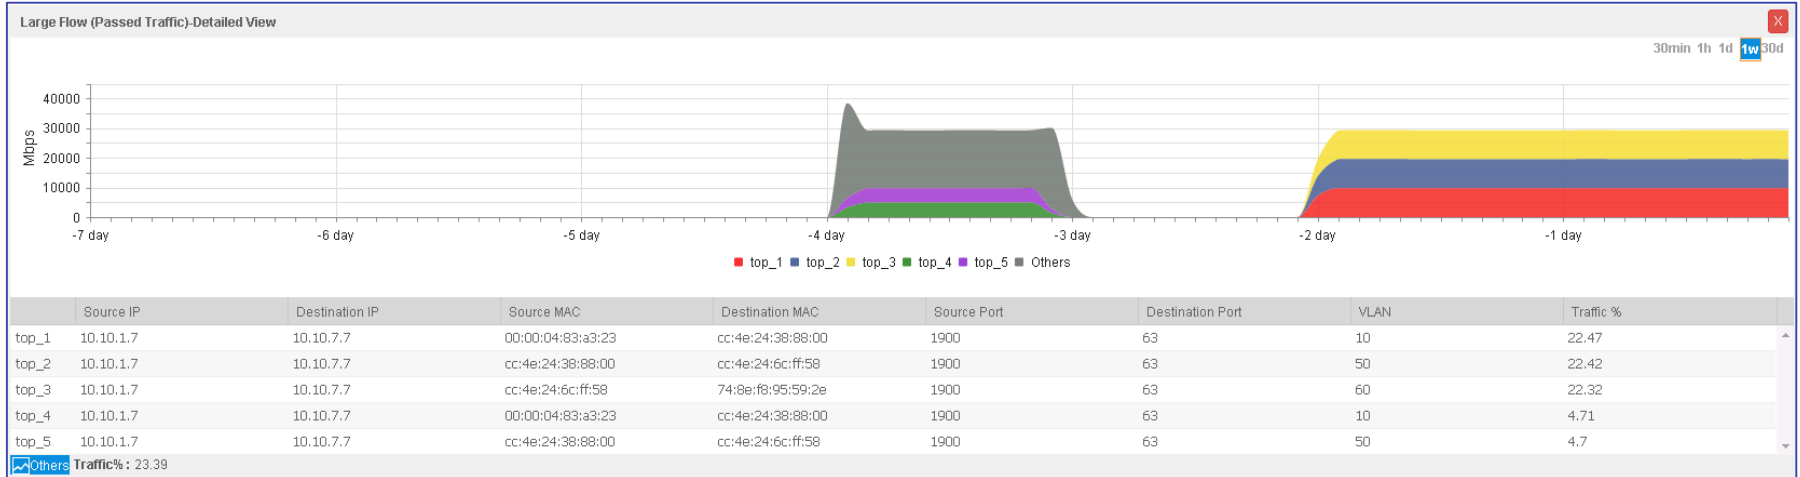 Large Flow (Passed Traffic)-Detailed View X
30min 1h 1d 1w 30d
40000
30000
20000
10000
0
Mbps
-7 day -6 day -5 day -4 day -3 day -2 day -1 day
top_1 top_2 top_3 top_4 top_5 Others
Source IP Destination IP Source MAC Destination MAC Source Port Destination Port VLAN Traffic %
top_1 10.10.1.7 10.10.7.7 00:00:04:83:a3:23 cc:4e:24:38:88:00 1900 63 10 22.47
top_2 10.10.1.7 10.10.7.7 cc:4e:24:38:88:00 cc:4e:24:6c:ff:58 1900 63 50 22.42
top_3 10.10.1.7 10.10.7.7 cc:4e:24:6c:ff:58 74:8e:f8:95:59:2e 1900 63 60 22.32
top_4 10.10.1.7 10.10.7.7 00:00:04:83:a3:23 cc:4e:24:38:88:00 1900 63 10 4.71
top_5 10.10.1.7 10.10.7.7 cc:4e:24:38:88:00 cc:4e:24:6c:ff:58 1900 63 50 4.7
Others Traffic% : 23.39